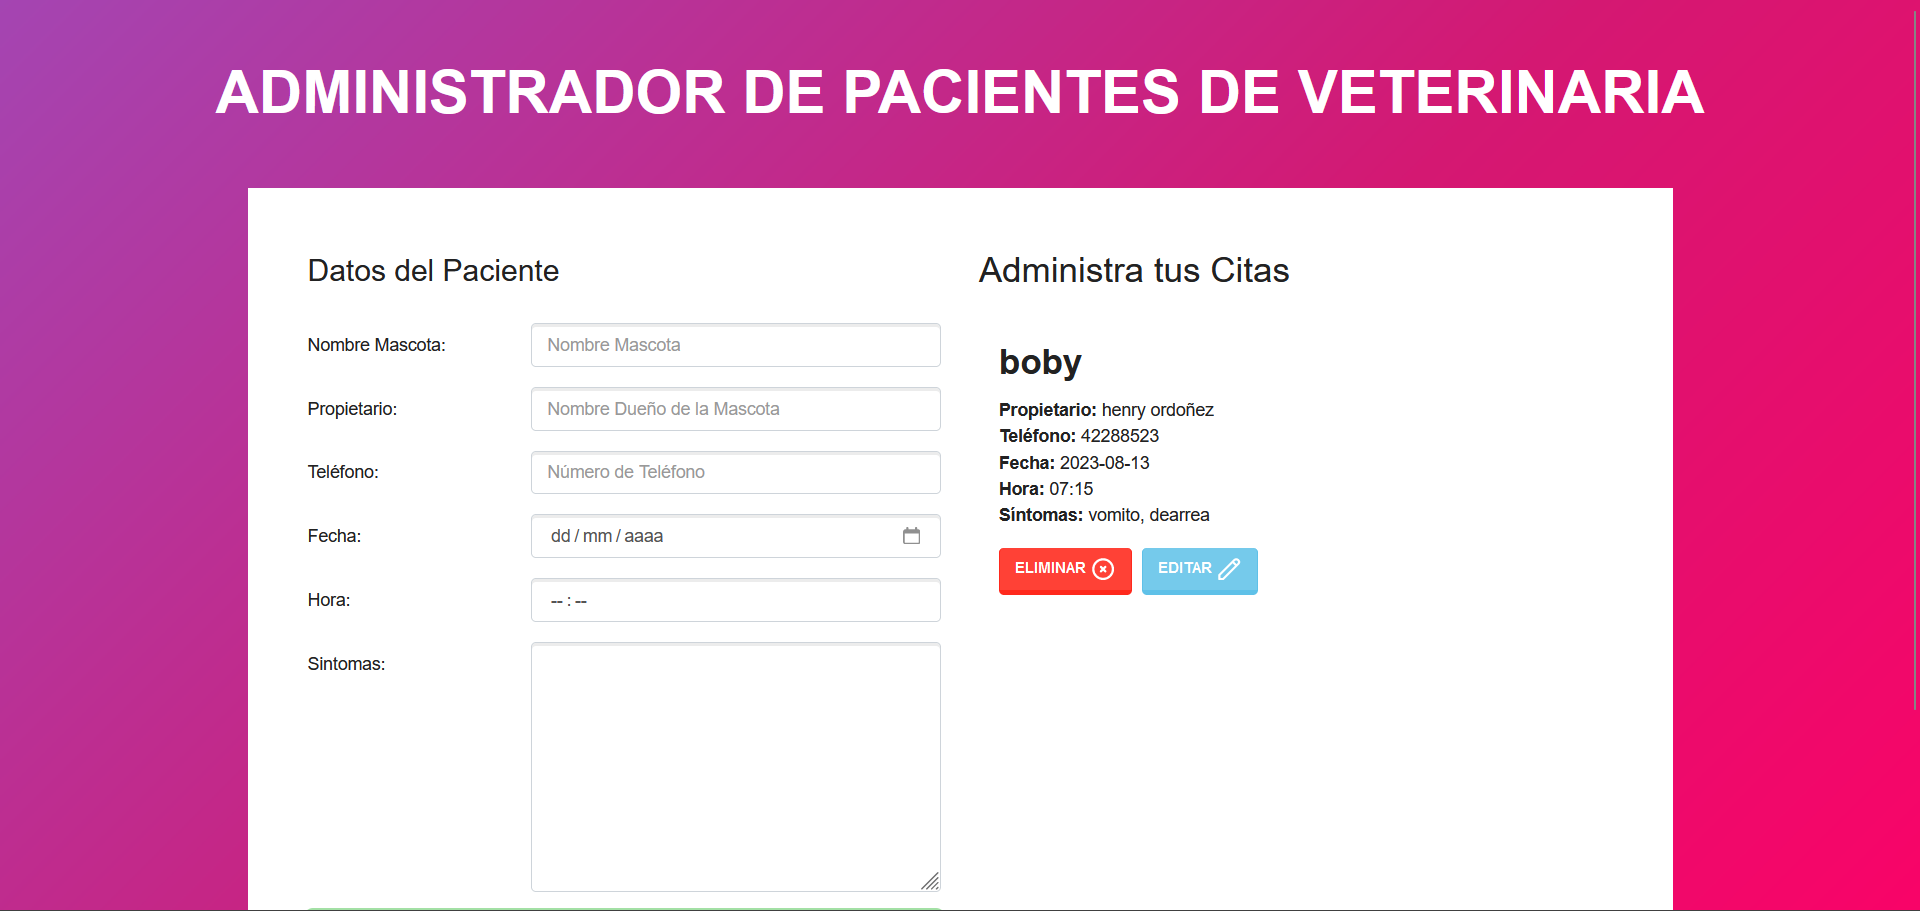 ADMINISTRADOR DE PACIENTES DE VETERINARIA
Datos del Paciente
Nombre Mascota:
Nombre Mascota
Propietario:
Nombre Dueño de la Mascota
Teléfono:
Número de Teléfono
Fecha:
dd/mm/aaaa
Hora:
--:--
Sintomas:
Administra tus Citas
boby
Propietario: henry ordoñez
Teléfono: 42288523
Fecha: 2023-08-13
Hora: 07:15
Síntomas: vomito, dearrea
ELIMINAR
EDITAR